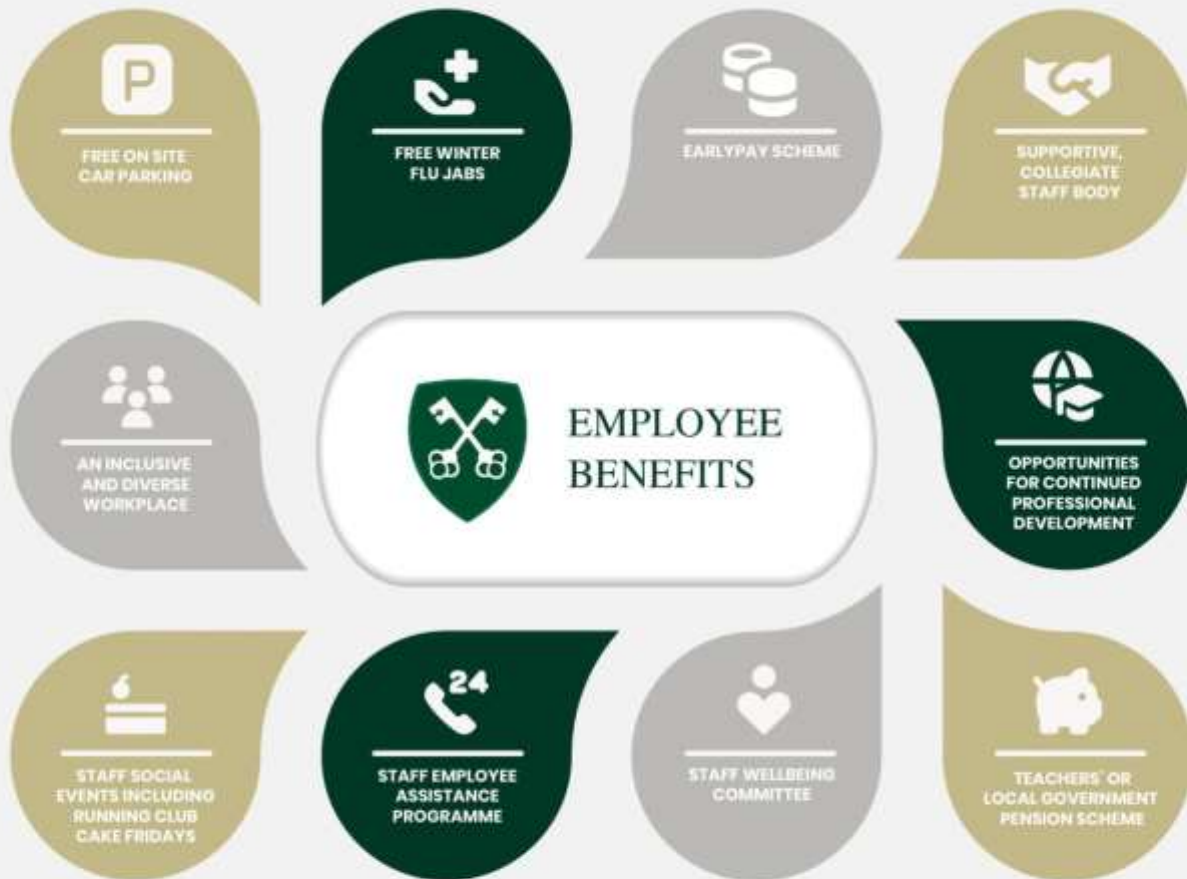 P
FREE ON SITE
CAR PARKING
FREE WINTER
FLU JABS
EARLYPAY SCHEME
SUPPORTIVE,
COLLEGIATE
STAFF BODY
AN INCLUSIVE
AND DIVERSE
WORKPLACE
EMPLOYEE
BENEFITS
OPPORTUNITIES
FOR CONTINUED
PROFESSIONAL
DEVELOPMENT
STAFF SOCIAL
EVENTS INCLUDING
RUNNING CLUB
CAKE FRIDAYS
24
STAFF EMPLOYEE
ASSISTANCE
PROGRAMME
STAFF WELLBEING
COMMITTEE
TEACHERS' OR
LOCAL GOVERNMENT
PENSION SCHEME